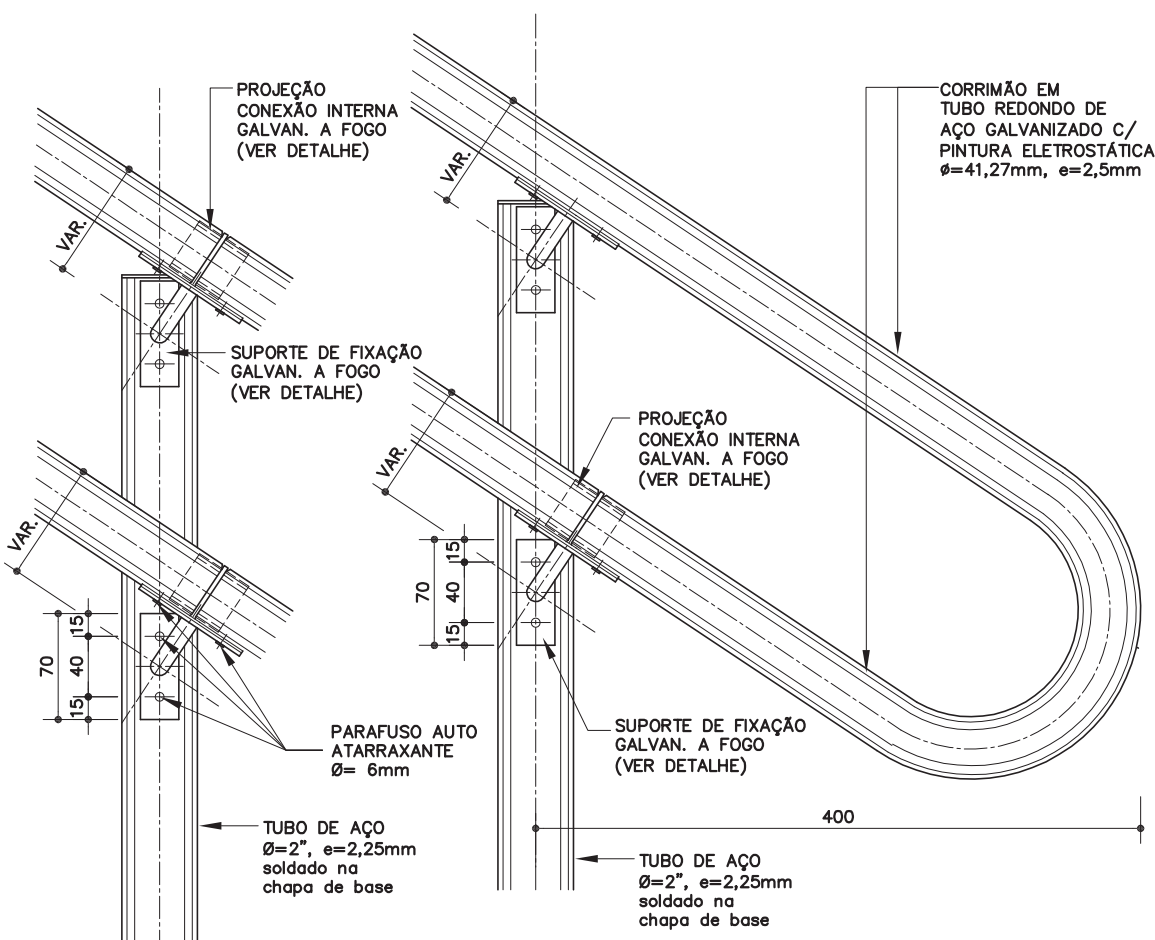 PROJEÇÃO
CONEXÃO INTERNA
GALVAN. A FOGO
(VER DETALHE)
CORRIMÃO EM
TUBO REDONDO DE
AÇO GALVANIZADO C/
PINTURA ELETROSTÁTICA
ø=41,27mm, e=2,5mm
VAR.
VAR.
SUPORTE DE FIXAÇÃO
GALVAN. A FOGO
(VER DETALHE)
PROJEÇÃO
CONEXÃO INTERNA
GALVAN. A FOGO
(VER DETALHE)
VAR.
VAR.
15
70
40
15
15
70
40
15
PARAFUSO AUTO
ATARRAXANTE
Ø= 6mm
SUPORTE DE FIXAÇÃO
GALVAN. A FOGO
(VER DETALHE)
400
TUBO DE AÇO
Ø=2”, e=2,25mm
soldado na
chapa de base
TUBO DE AÇO
Ø=2”, e=2,25mm
soldado na
chapa de base